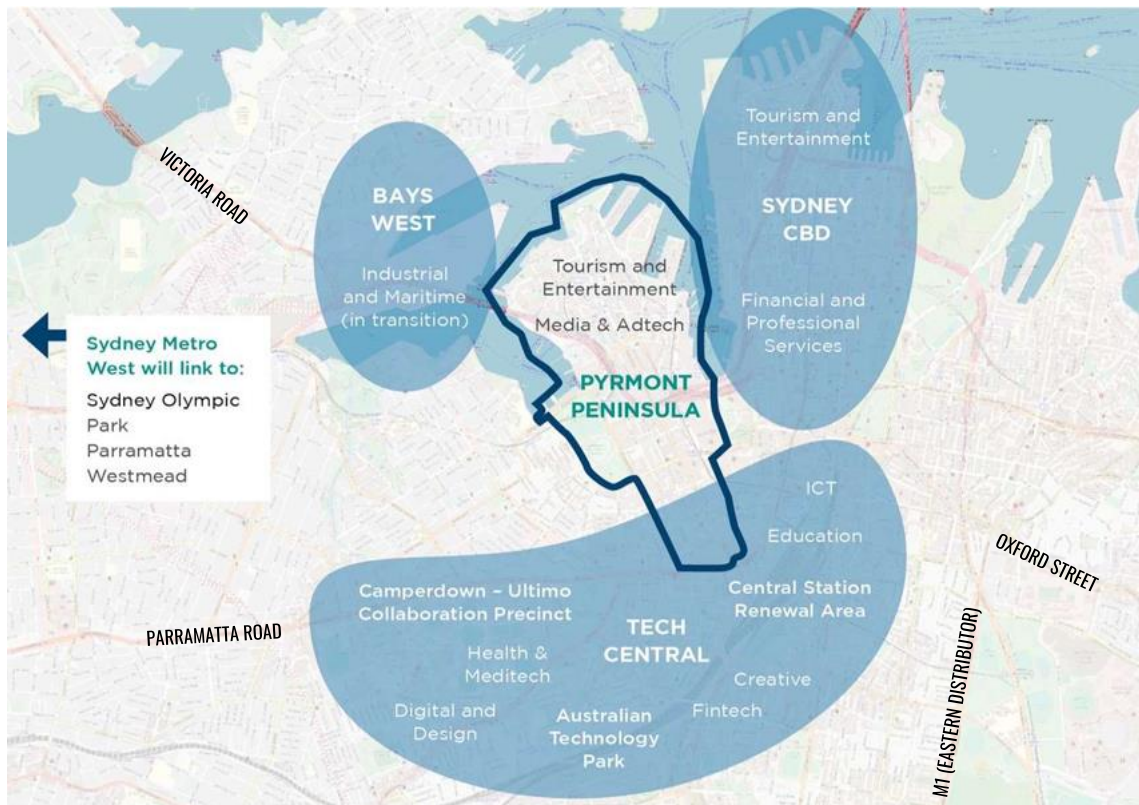 VICTORIA ROAD
BAYS
WEST
Industrial
and Maritime
(in transition)
Tourism and
Entertainment
SYDNEY
CBD
Financial and
Professional
Services
Tourism and
Entertainment
Media & Adtech
PYRMONT
PENINSULA
Sydney Metro
West will link to:
Sydney Olympic
Park
Parramatta
Westmead
ICT
Education
Central Station
Renewal Area
Camperdown – Ultimo
Collaboration Precinct
TECH
CENTRAL
Health &
Meditech
Creative
Digital and
Design
Australian
Technology
Park
Fintech
PARRAMATTA ROAD
OXFORD STREET
M1 (EASTERN DISTRIBUTOR)